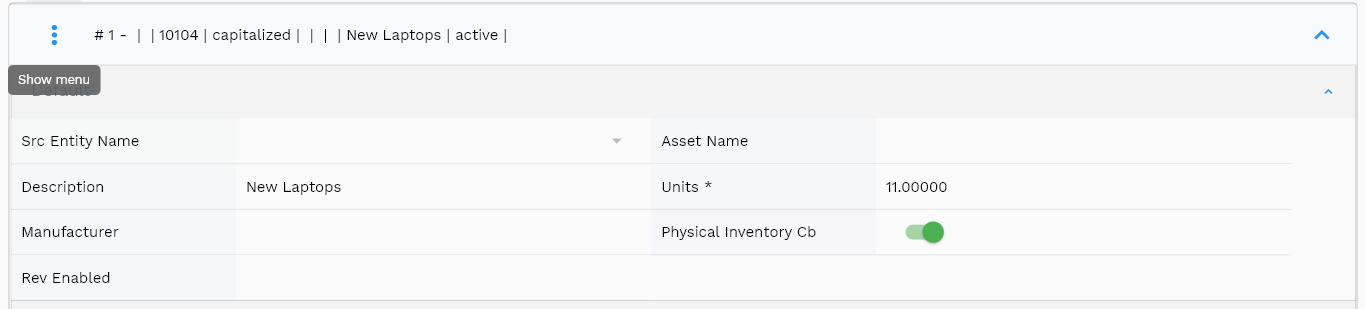 # 1 - | | 10104 | capitalized | | | | New Laptops | active |
Show menu
Default
Src Entity Name Asset Name
Description New Laptops Units * 11.00000
Manufacturer Physical Inventory Cb
Rev Enabled